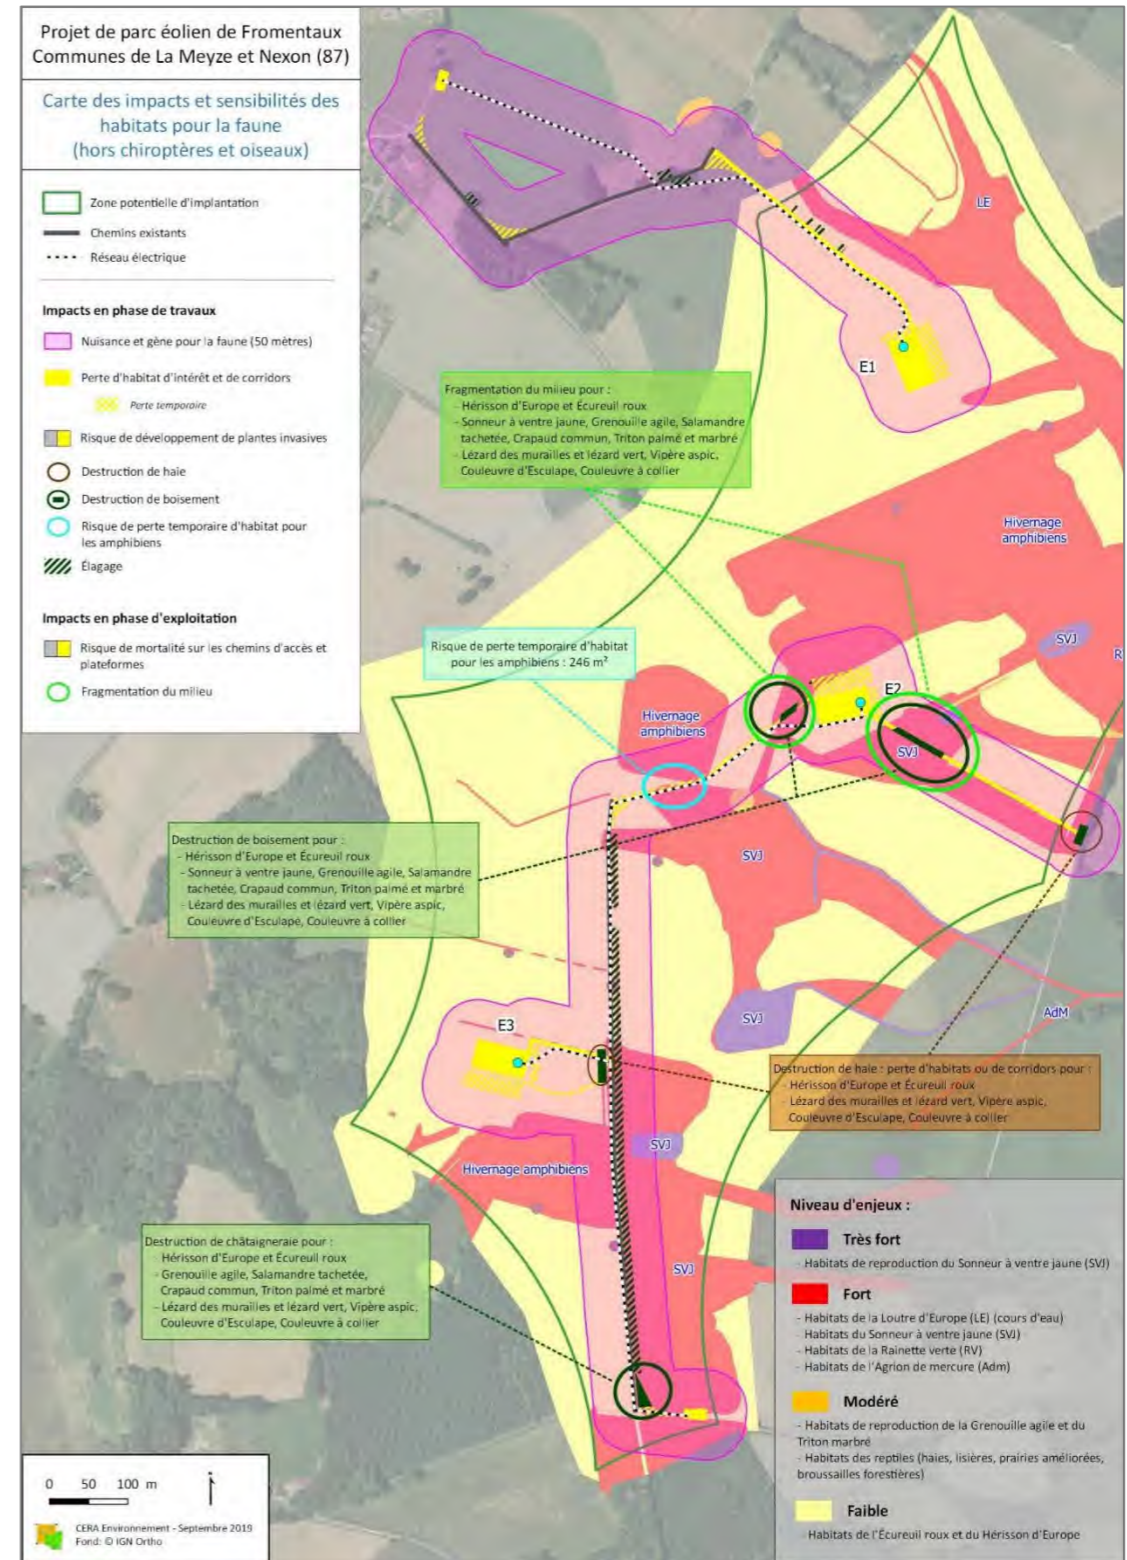 Projet de parc éolien de Fromentaux
Communes de La Meyze et Nexon (87)
Carte des impacts et sensibilités des
habitats pour la faune
(hors chiroptères et oiseaux)
Zone potentielle d'implantation
Chemins existants
Réseau électrique
Impacts en phase de travaux
Nuisance et gène pour la faune (50 mètres)
Perte d'habitat d'intérêt et de corridors
Perte temporaire
Risque de développement de plantes invasives
Destruction de haie
Destruction de boisement
Risque de perte temporaire d'habitat pour
les amphibiens
Élagage
Impacts en phase d'exploitation
Risque de mortalité sur les chemins d'accès et
plateformes
Fragmentation du milieu
LE
E1
Fragmentation du milieu pour :
- Hérisson d'Europe et Écureuil roux
- Sonneur à ventre jaune, Grenouille agile, Salamandre
tachetée, Crapaud commun, Triton palmé et marbré
- Lézard des murailles et lézard vert, Vipère aspic,
Couleuvre d'Esculape, Couleuvre à collier
Hivernage
amphibiens
SVJ
R
Risque de perte temporaire d'habitat
pour les amphibiens : 246 m²
E2
Hivernage
amphibiens
SVJ
Destruction de boisement pour :
- Hérisson d'Europe et Écureuil roux
- Sonneur à ventre jaune, Grenouille agile, Salamandre
tachetée, Crapaud commun, Triton palmé et marbré
- Lézard des murailles et lézard vert, Vipère aspic,
Couleuvre d'Esculape, Couleuvre à collier
SVJ
SVJ
AdM
E3
Destruction de haie : perte d'habitats ou de corridors pour :
- Hérisson d'Europe et Écureuil roux
- Lézard des murailles et lézard vert, Vipère aspic,
Couleuvre d'Esculape, Couleuvre à collier
SVJ
Hivernage amphibiens
SVJ
Destruction de châtaigneraie pour :
- Hérisson d'Europe et Écureuil roux
- Grenouille agile, Salamandre tachetée,
Crapaud commun, Triton palmé et marbré
- Lézard des murailles et lézard vert, Vipère aspic,
Couleuvre d'Esculape, Couleuvre à collier
Niveau d'enjeux :
Très fort
- Habitats de reproduction du Sonneur à ventre jaune (SVJ)
Fort
- Habitats de la Loutre d'Europe (LE) (cours d'eau)
- Habitats du Sonneur à ventre jaune (SVJ)
- Habitats de la Rainette verte (RV)
- Habitats de l'Agrion de mercure (Adm)
Modéré
- Habitats de reproduction de la Grenouille agile et du
Triton marbré
- Habitats des reptiles (haies, lisières, prairies améliorées,
broussailles forestières)
Faible
- Habitats de l'Écureuil roux et du Hérisson d'Europe
0 50 100 m
CERA Environnement - Septembre 2019
Fond: © IGN Ortho